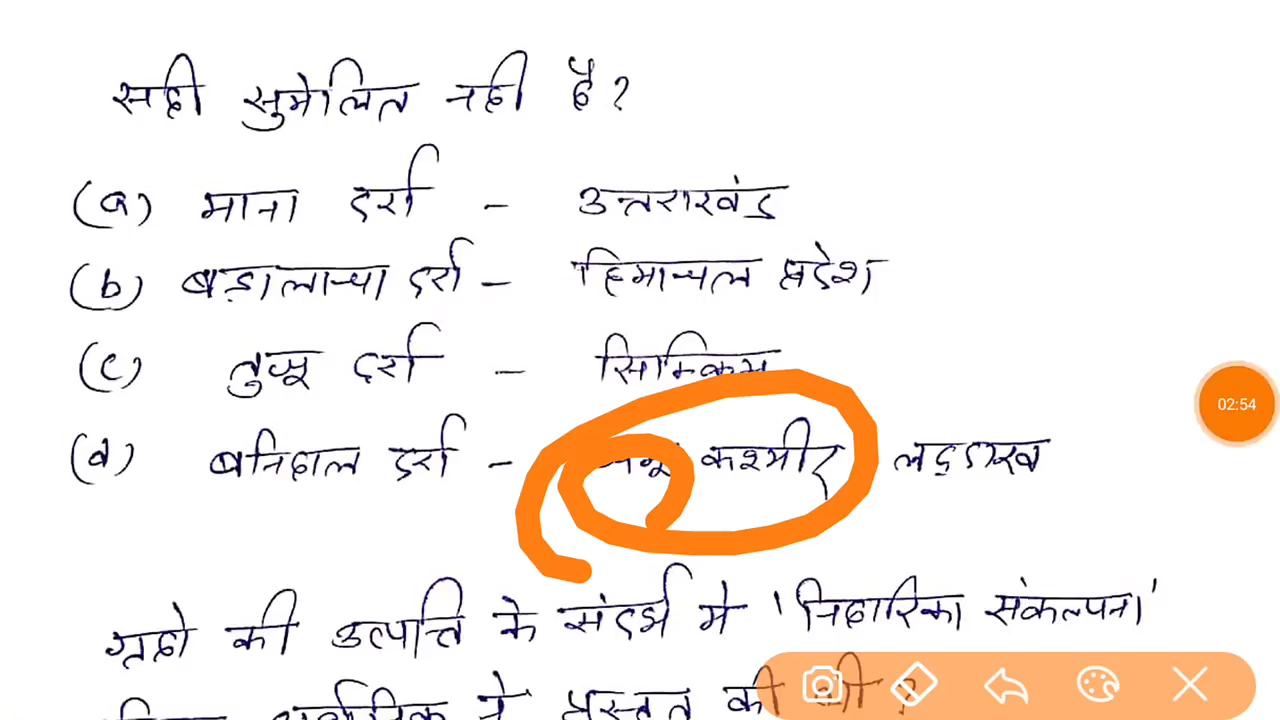 सही सुमेलित नही है?
(a) माना दर्रा - उत्तराखंड
(b) बड़ालाचा दर्रा - हिमाचल प्रदेश
(c) तुजू दर्रा - सिक्किम
02:54
(d) बनिहाल दर्रा - कश्मीर लद्दाख
ग्रहो की उत्पत्ति के संदर्भ मे 'निहारिका संकल्पना'
ने प्रस्तुत की थी?